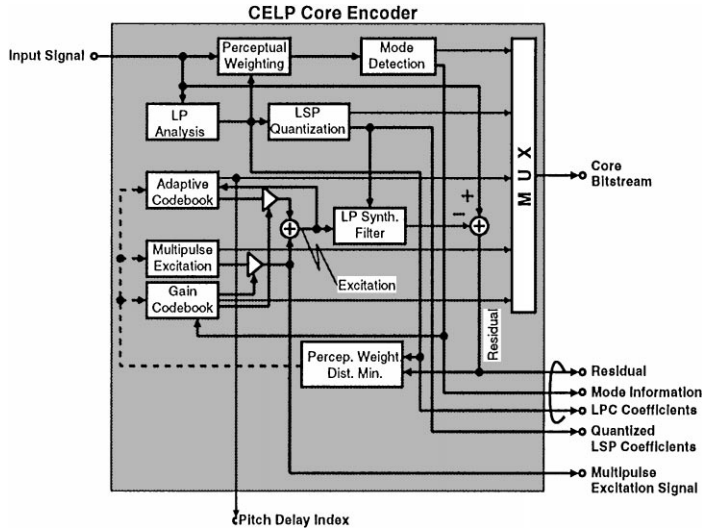 CELP Core Encoder
Input Signal
Perceptual
Weighting
Mode
Detection
LP
Analysis
LSP
Quantization
MUX
Core
Bitstream
Adaptive
Codebook
+
−
+
LP Synth.
Filter
+
Multipulse
Excitation
Excitation
Gain
Codebook
Residual
Percep. Weight.
Dist. Min.
Residual
Mode Information
LPC Coefficients
Quantized
LSP Coefficients
Multipulse
Excitation Signal
Pitch Delay Index